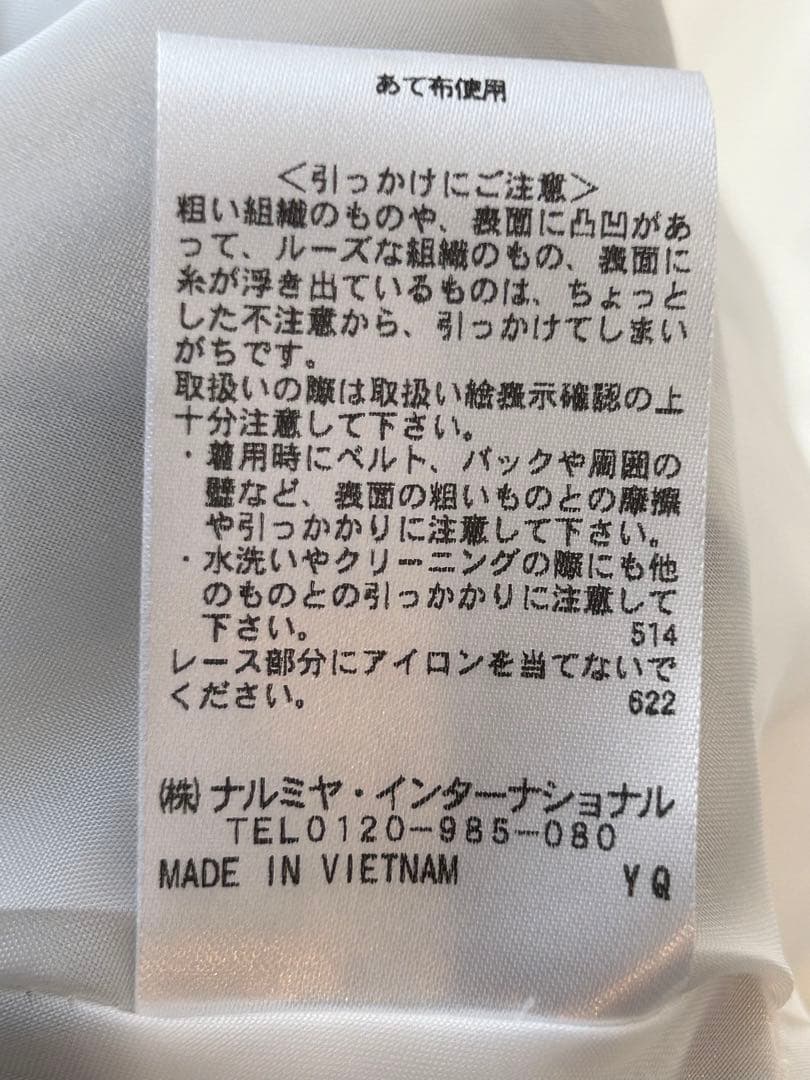 あて布使用
＜引っかけにご注意＞
粗い組織のものや、表面に凸凹があ
って、ルーズな組織のもの、表面に
糸が浮き出ているものは、ちょっと
した不注意から、引っかけてしまい
がちです。
取扱いの際は取扱い絵表示確認の上
十分注意して下さい。
・着用時にベルト、バックや周囲の
壁など、表面の粗いものとの摩擦
や引っかかりに注意して下さい。
・水洗いやクリーニングの際にも他
のものとの引っかかりに注意して
下さい。 514
レース部分にアイロンを当てないで
ください。 622
(株)ナルミヤ・インターナショナル
TEL0120-985-080
MADE IN VIETNAM YQ